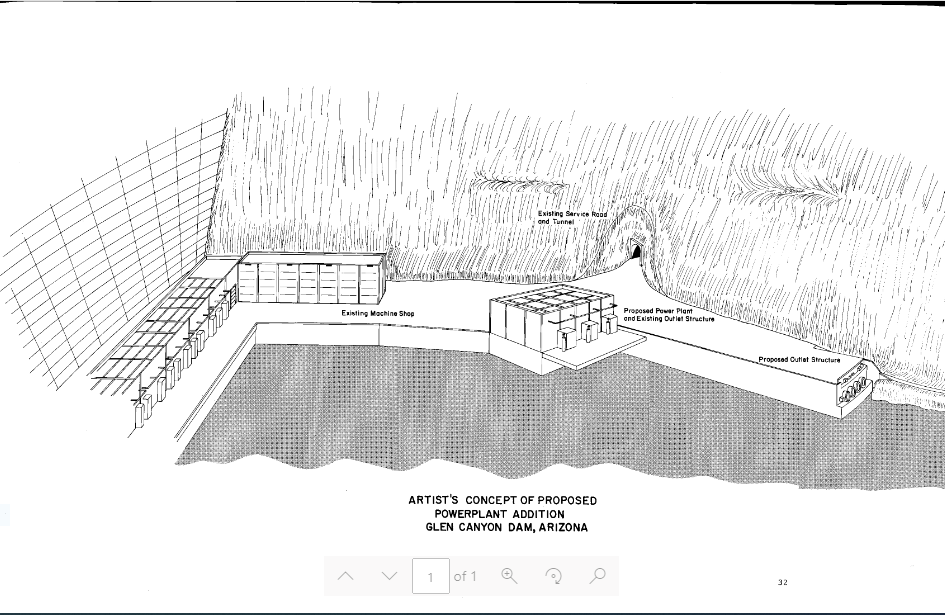 Existing Service Road
and Tunnel
Existing Machine Shop
Proposed Power Plant
and Existing Outlet Structure
Proposed Outlet Structure
ARTIST'S CONCEPT OF PROPOSED
POWERPLANT ADDITION
GLEN CANYON DAM, ARIZONA
1 of 1
32